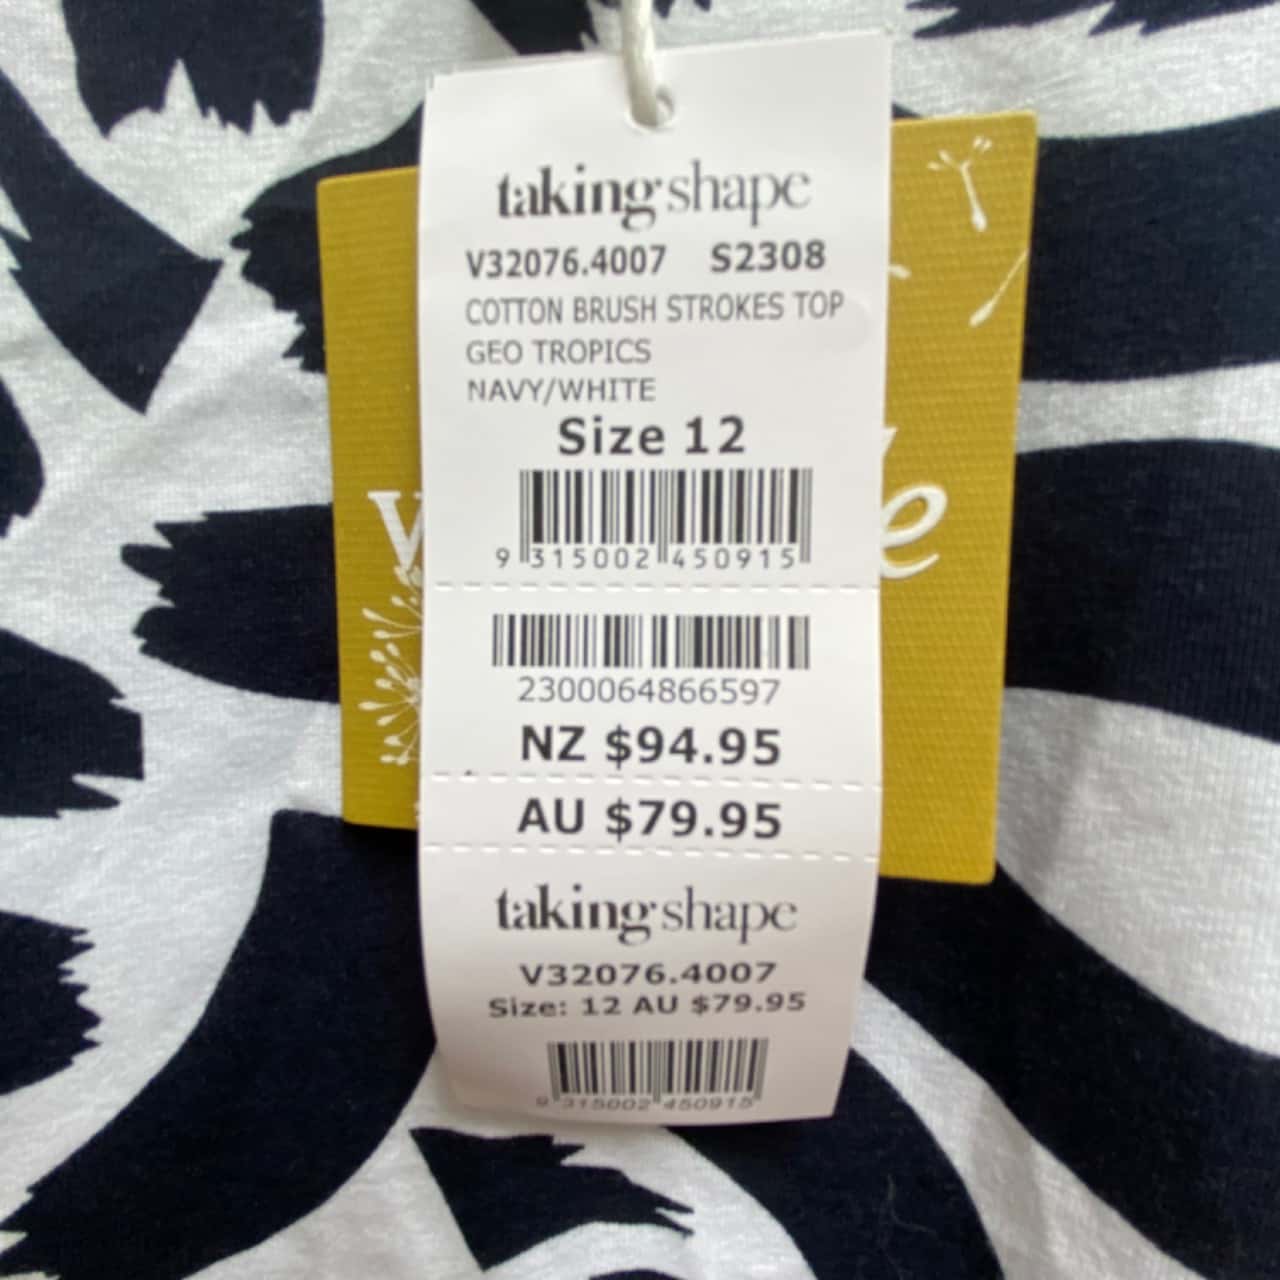 taking shape
V32076.4007 S2308
COTTON BRUSH STROKES TOP
GEO TROPICS
NAVY/WHITE
Size 12
9 315002 450915
2300064866597
NZ $94.95
AU $79.95
taking shape
V32076.4007
Size: 12 AU $79.95
9 315002 450915